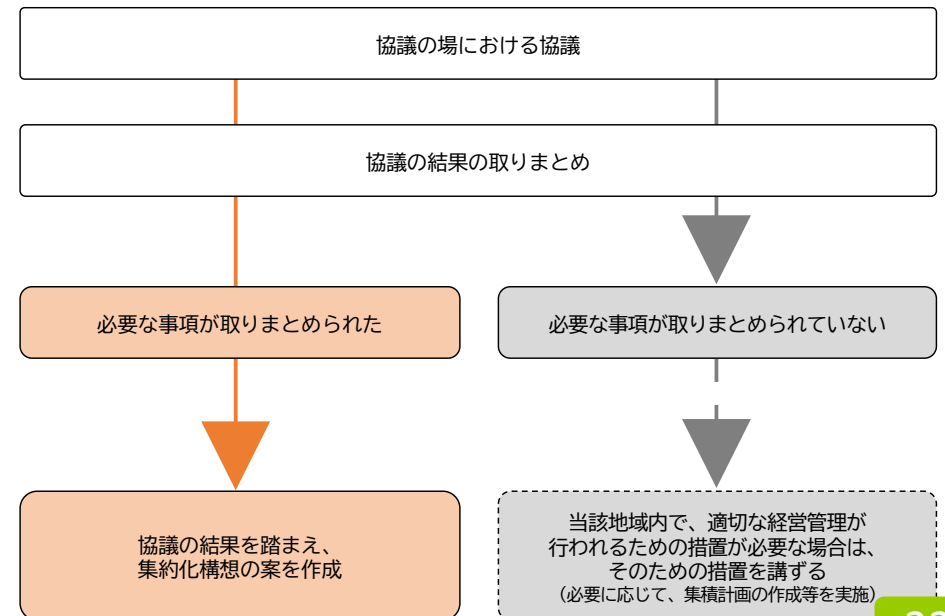 協議の場における協議
協議の結果の取りまとめ
必要な事項が取りまとめられた
必要な事項が取りまとめられていない
協議の結果を踏まえ、
集約化構想の案を作成
当該地域内で、適切な経営管理が
行われるための措置が必要な場合は、
そのための措置を講ずる
（必要に応じて、集積計画の作成等を実施）